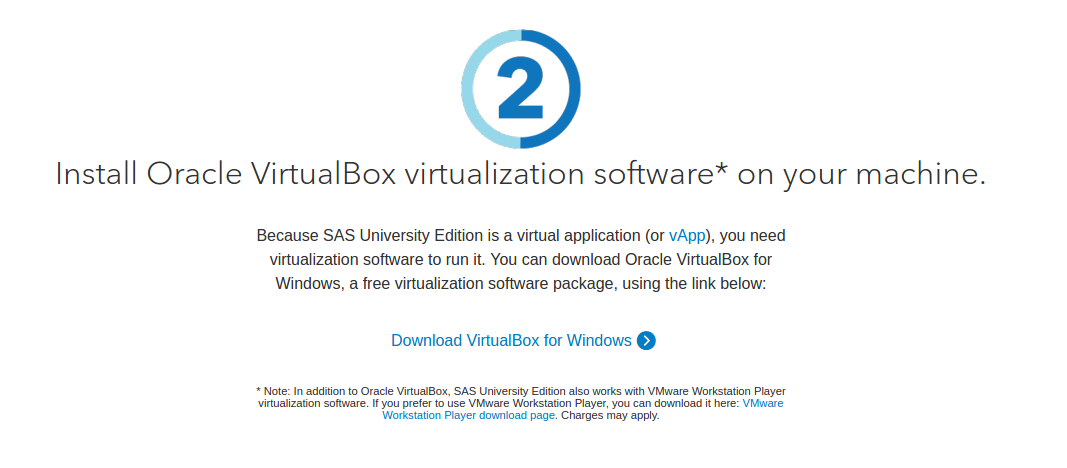 2
Install Oracle VirtualBox virtualization software* on your machine.
Because SAS University Edition is a virtual application (or vApp), you need
virtualization software to run it. You can download Oracle VirtualBox for
Windows, a free virtualization software package, using the link below:
Download VirtualBox for Windows
* Note: In addition to Oracle VirtualBox, SAS University Edition also works with VMware Workstation Player
virtualization software. If you prefer to use VMware Workstation Player, you can download it here: VMware
Workstation Player download page. Charges may apply.